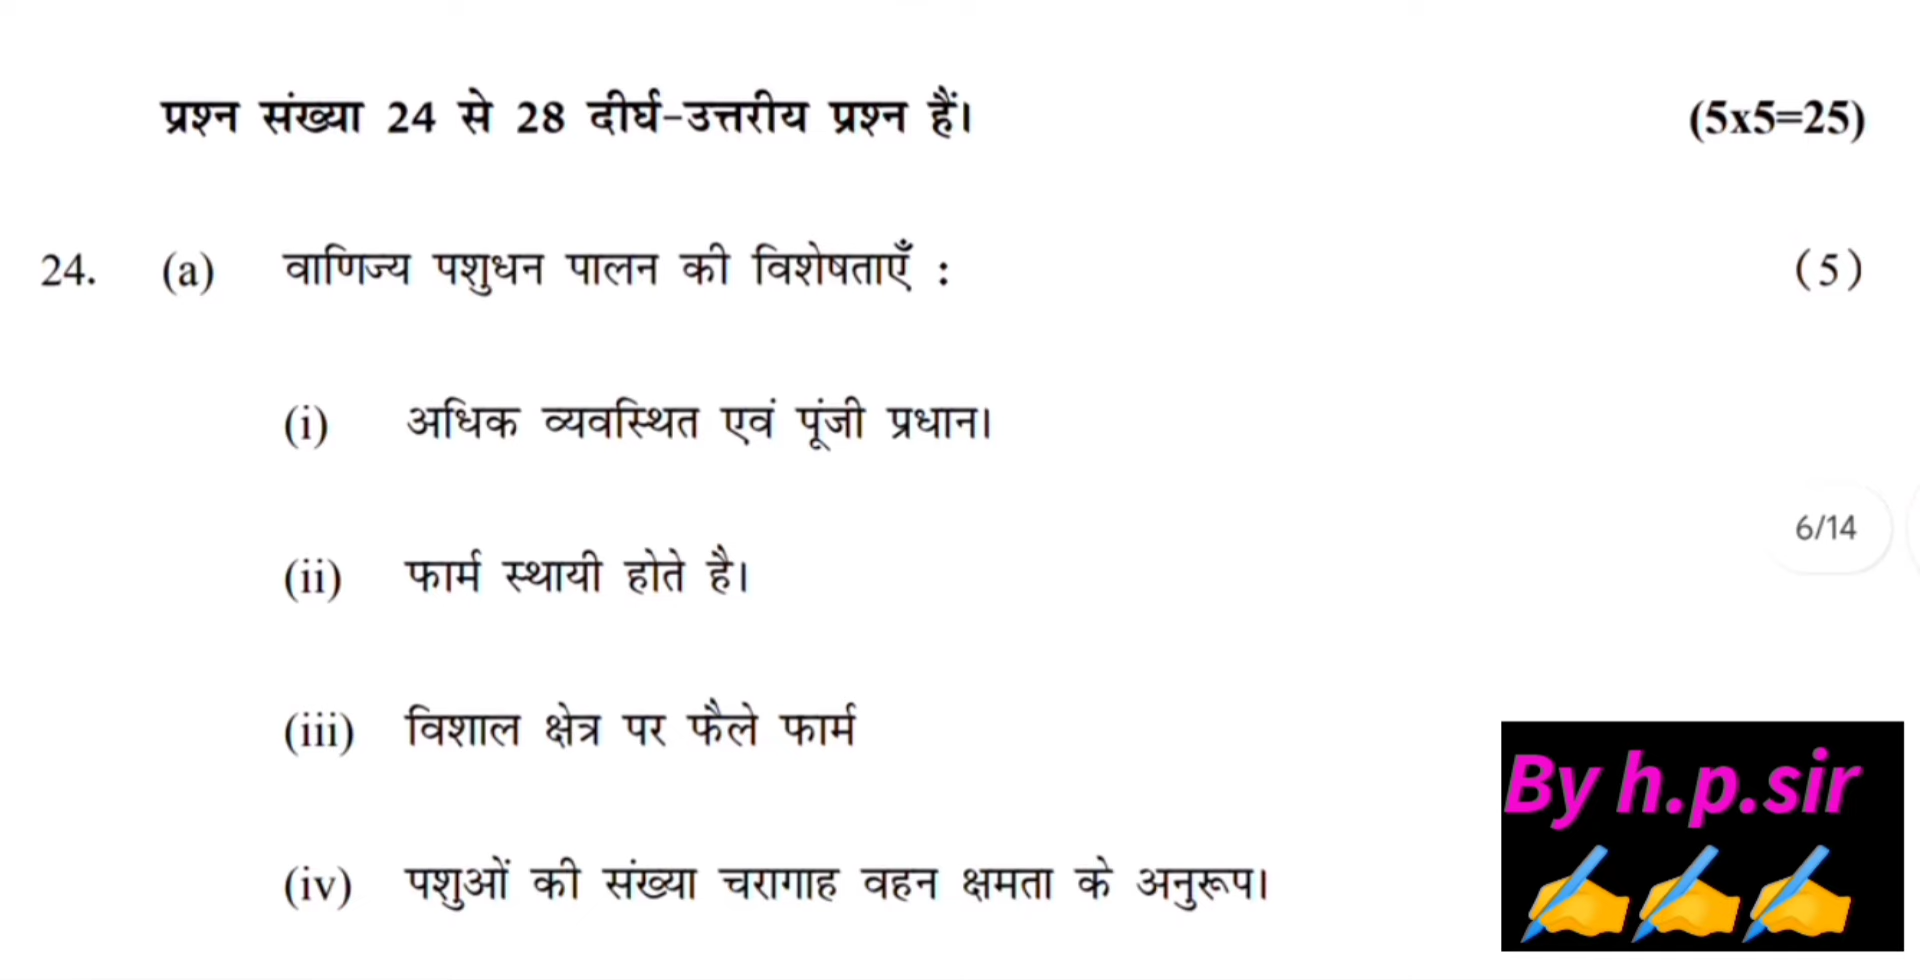 प्रश्न संख्या 24 से 28 दीर्घ-उत्तरीय प्रश्न हैं। (5x5=25)
24. (a) वाणिज्य पशुधन पालन की विशेषताएँ : (5)
(i) अधिक व्यवस्थित एवं पूंजी प्रधान।
(ii) फार्म स्थायी होते है।
6/14
(iii) विशाल क्षेत्र पर फैले फार्म
(iv) पशुओं की संख्या चरागाह वहन क्षमता के अनुरूप।
By h.p.sir